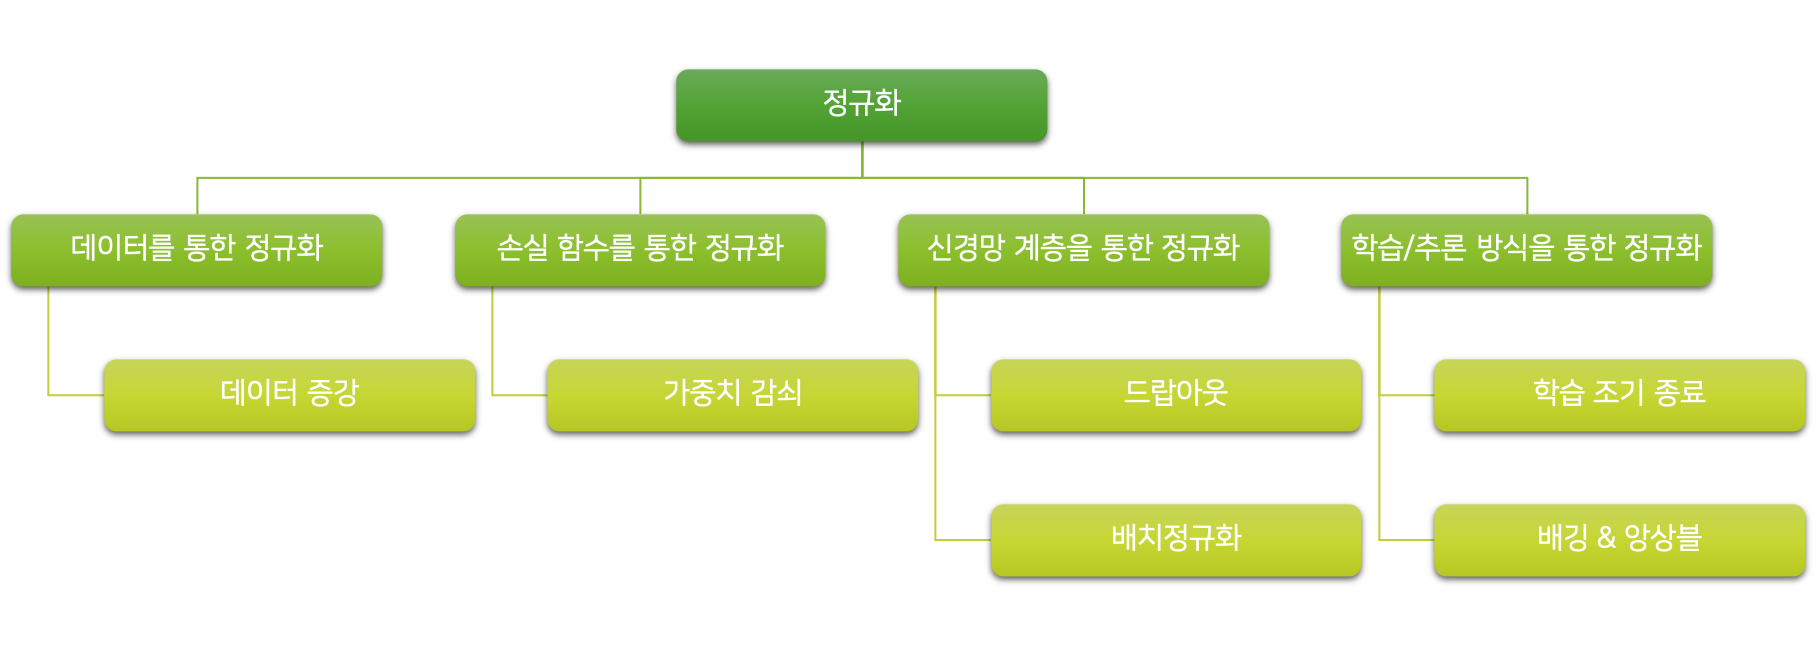 정규화
데이터를 통한 정규화
손실 함수를 통한 정규화
신경망 계층을 통한 정규화
학습/추론 방식을 통한 정규화
데이터 증강
가중치 감쇠
드랍아웃
학습 조기 종료
배치정규화
배깅 & 앙상블